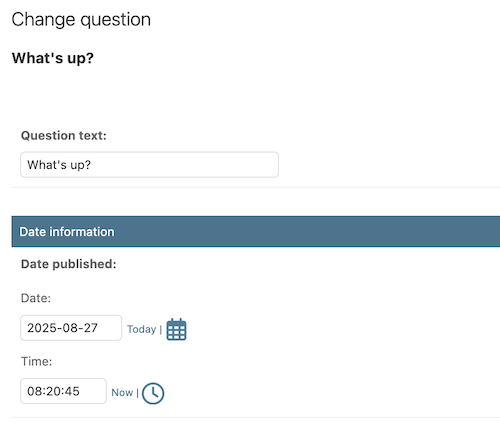 Change question
What's up?
Question text:
What's up?
Date information
Date published:
Date:
2025-08-27 Today |
Time:
08:20:45 Now |